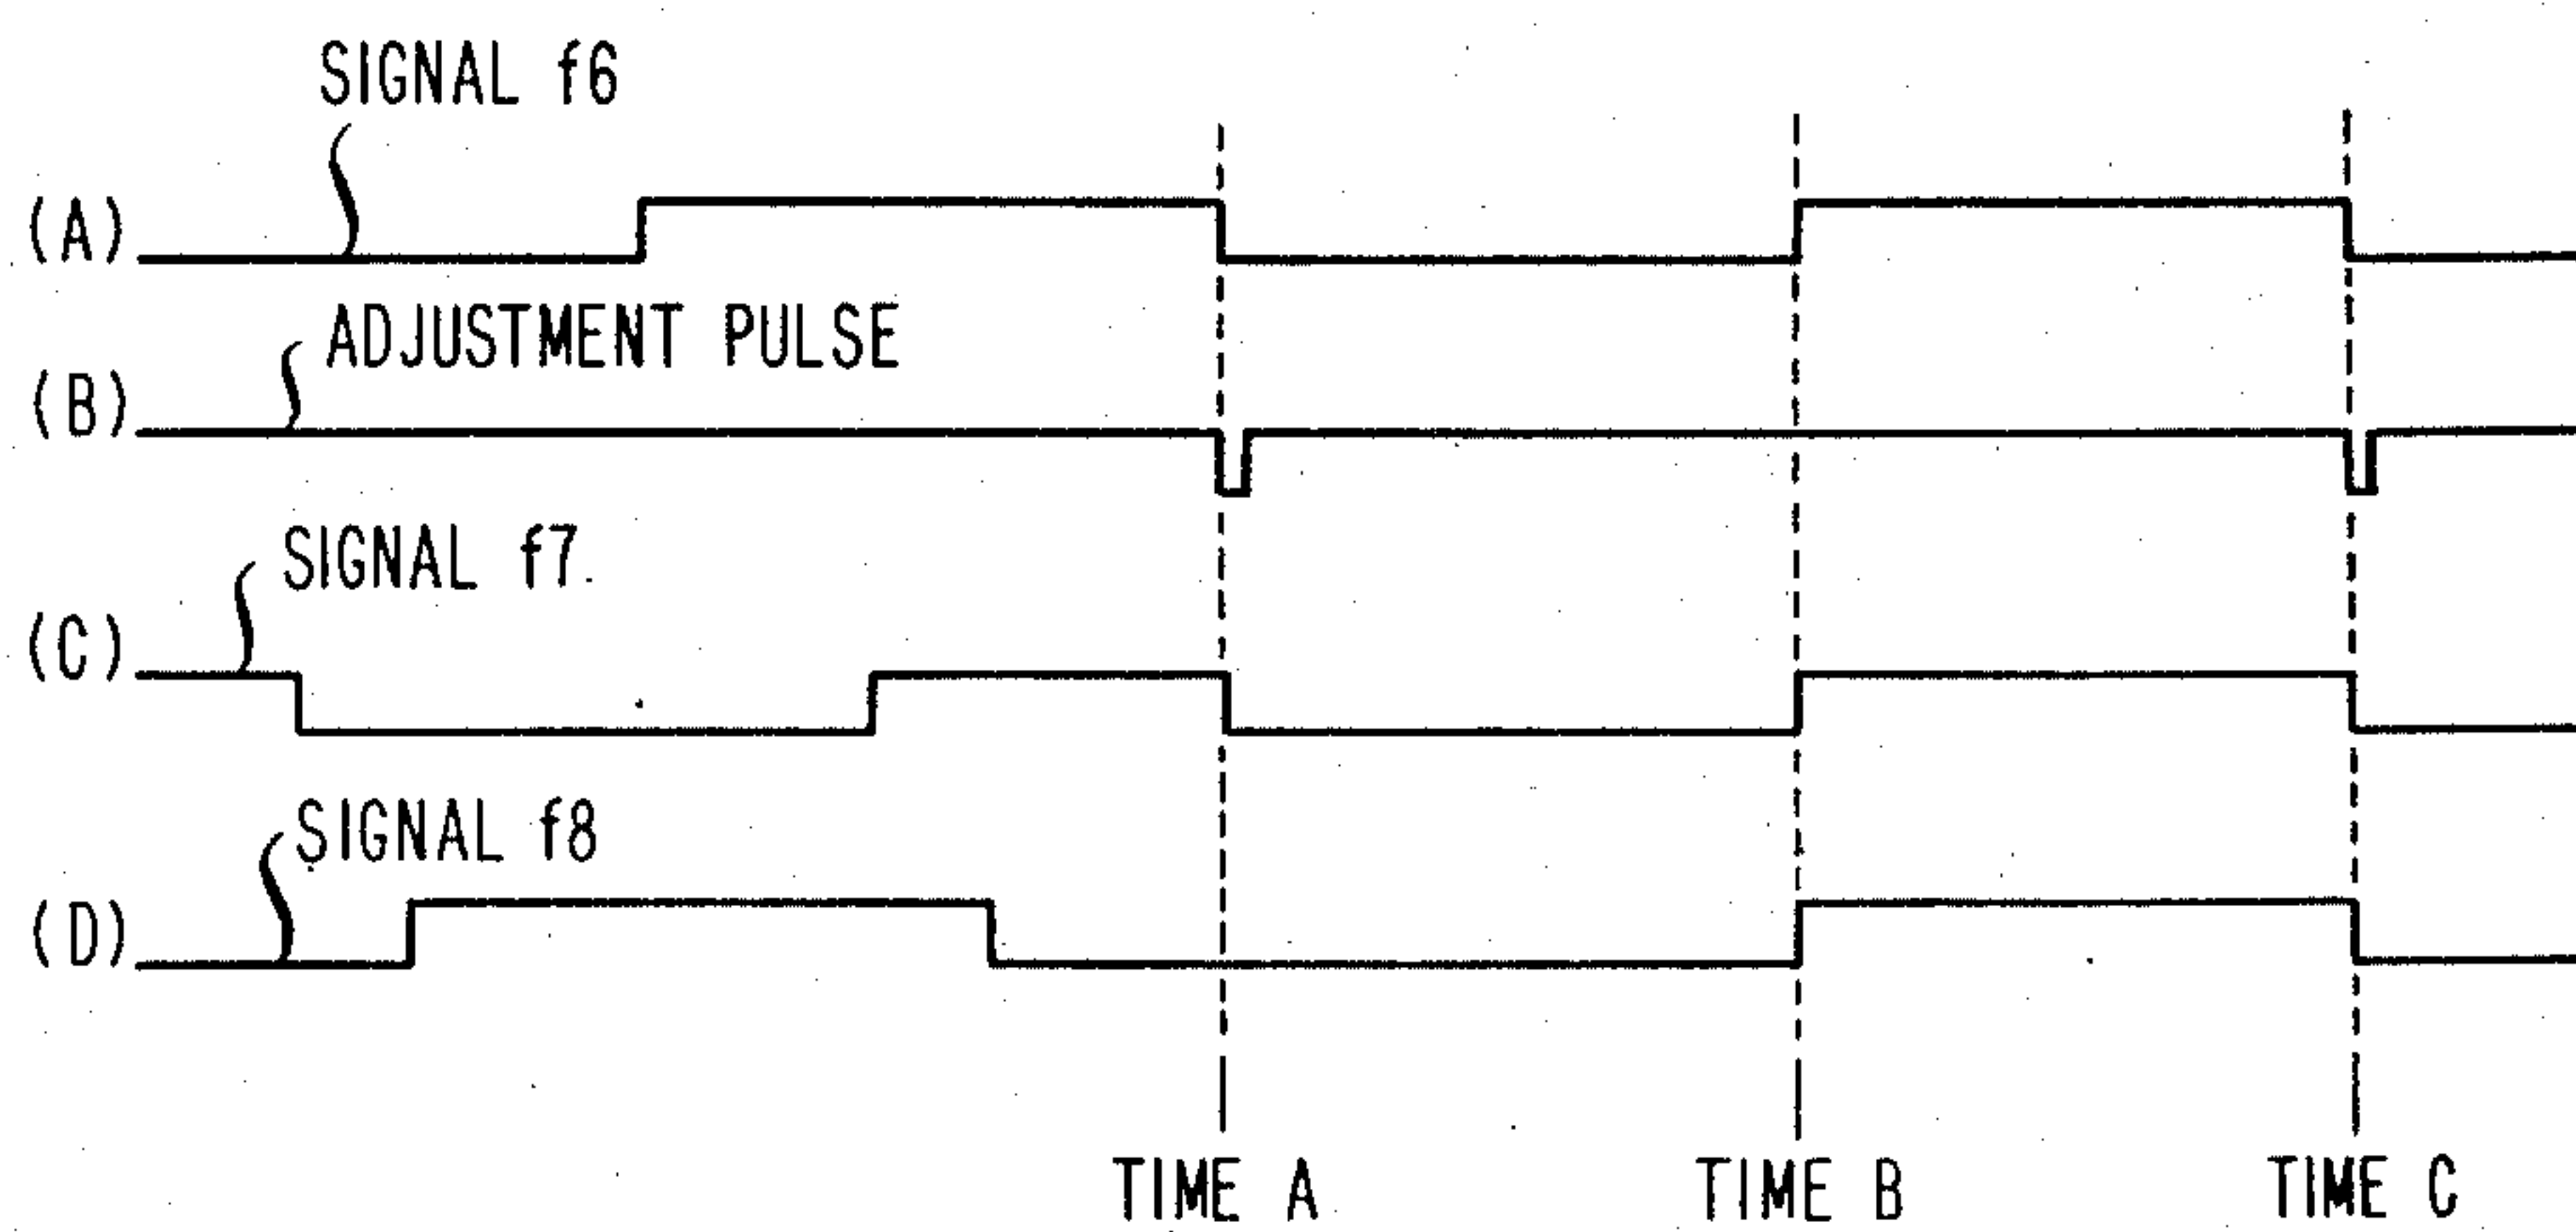 SIGNAL f6
(A)
ADJUSTMENT PULSE
(B)
SIGNAL f7
(C)
SIGNAL f8
(D)
TIME A TIME B TIME C